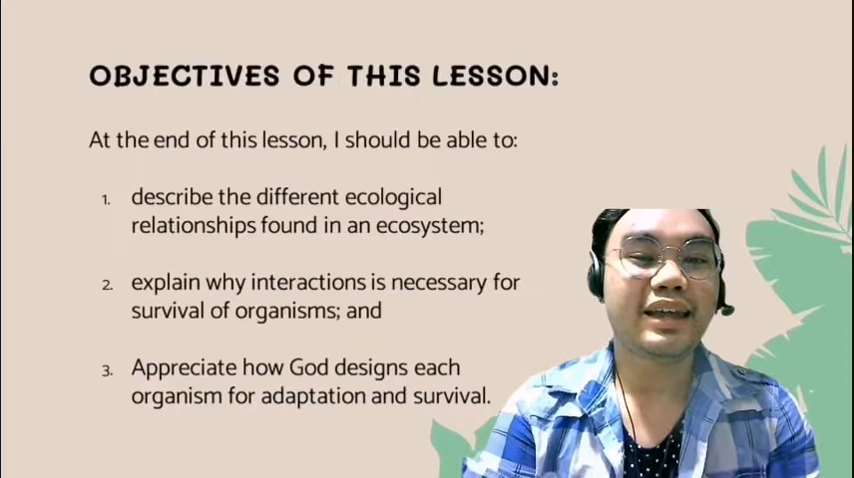 OBJECTIVES OF THIS LESSON:
At the end of this lesson, I should be able to:
1. describe the different ecological
relationships found in an ecosystem;
2. explain why interactions is necessary for
survival of organisms; and
3. Appreciate how God designs each
organism for adaptation and survival.